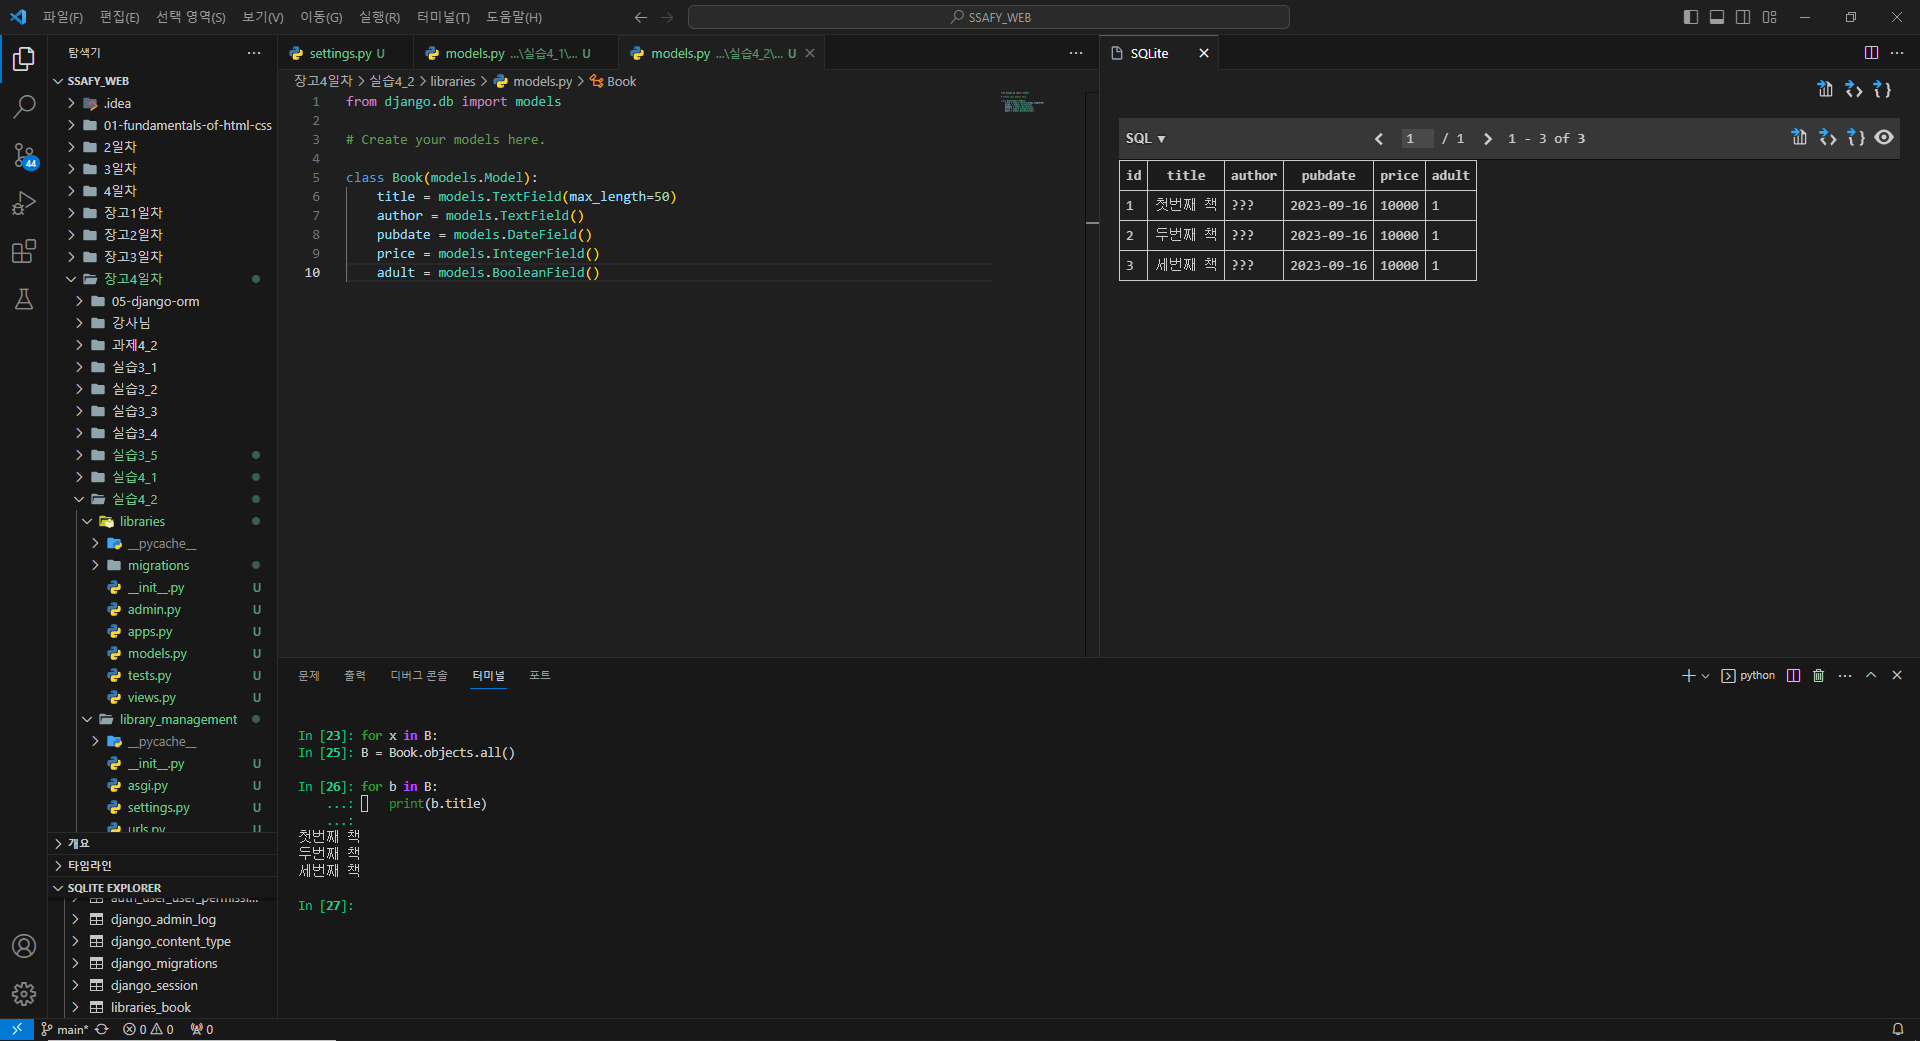 파일(F) 편집(E) 선택 영역(S) 보기(V) 이동(G) 실행(R) 터미널(T) 도움말(H) SSAFY_WEB
탐색기
SSAFY_WEB
.idea
01-fundamentals-of-html-css
2일차
3일차
4일차
장고1일차
장고2일차
장고3일차
장고4일차
05-django-orm
강사님
과제4_2
실습3_1
실습3_2
실습3_3
실습3_4
실습3_5
실습4_1
실습4_2
libraries
__pycache__
migrations
__init__.py U
admin.py U
apps.py U
models.py U
tests.py U
views.py U
library_management
__pycache__
__init__.py U
asgi.py U
settings.py U
urls.py U
개요
타임라인
SQLITE EXPLORER
auth_user_user_permissi...
django_admin_log
django_content_type
django_migrations
django_session
libraries_book
44
settings.py U models.py ...\실습4_1\... U models.py ...\실습4_2\... U
장고4일차 > 실습4_2 > libraries > models.py > Book
1 from django.db import models
2
3 # Create your models here.
4
5 class Book(models.Model):
6 title = models.TextField(max_length=50)
7 author = models.TextField()
8 pubdate = models.DateField()
9 price = models.IntegerField()
10 adult = models.BooleanField()
SQLite
SQL 1 / 1 1 - 3 of 3
id title author pubdate price adult
1 첫번째 책 ??? 2023-09-16 10000 1
2 두번째 책 ??? 2023-09-16 10000 1
3 세번째 책 ??? 2023-09-16 10000 1
문제 출력 디버그 콘솔 터미널 포트 python
In [23]: for x in B:
In [25]: B = Book.objects.all()
In [26]: for b in B:
...: print(b.title)
...:
첫번째 책
두번째 책
세번째 책
In [27]:
main* 0 0 0